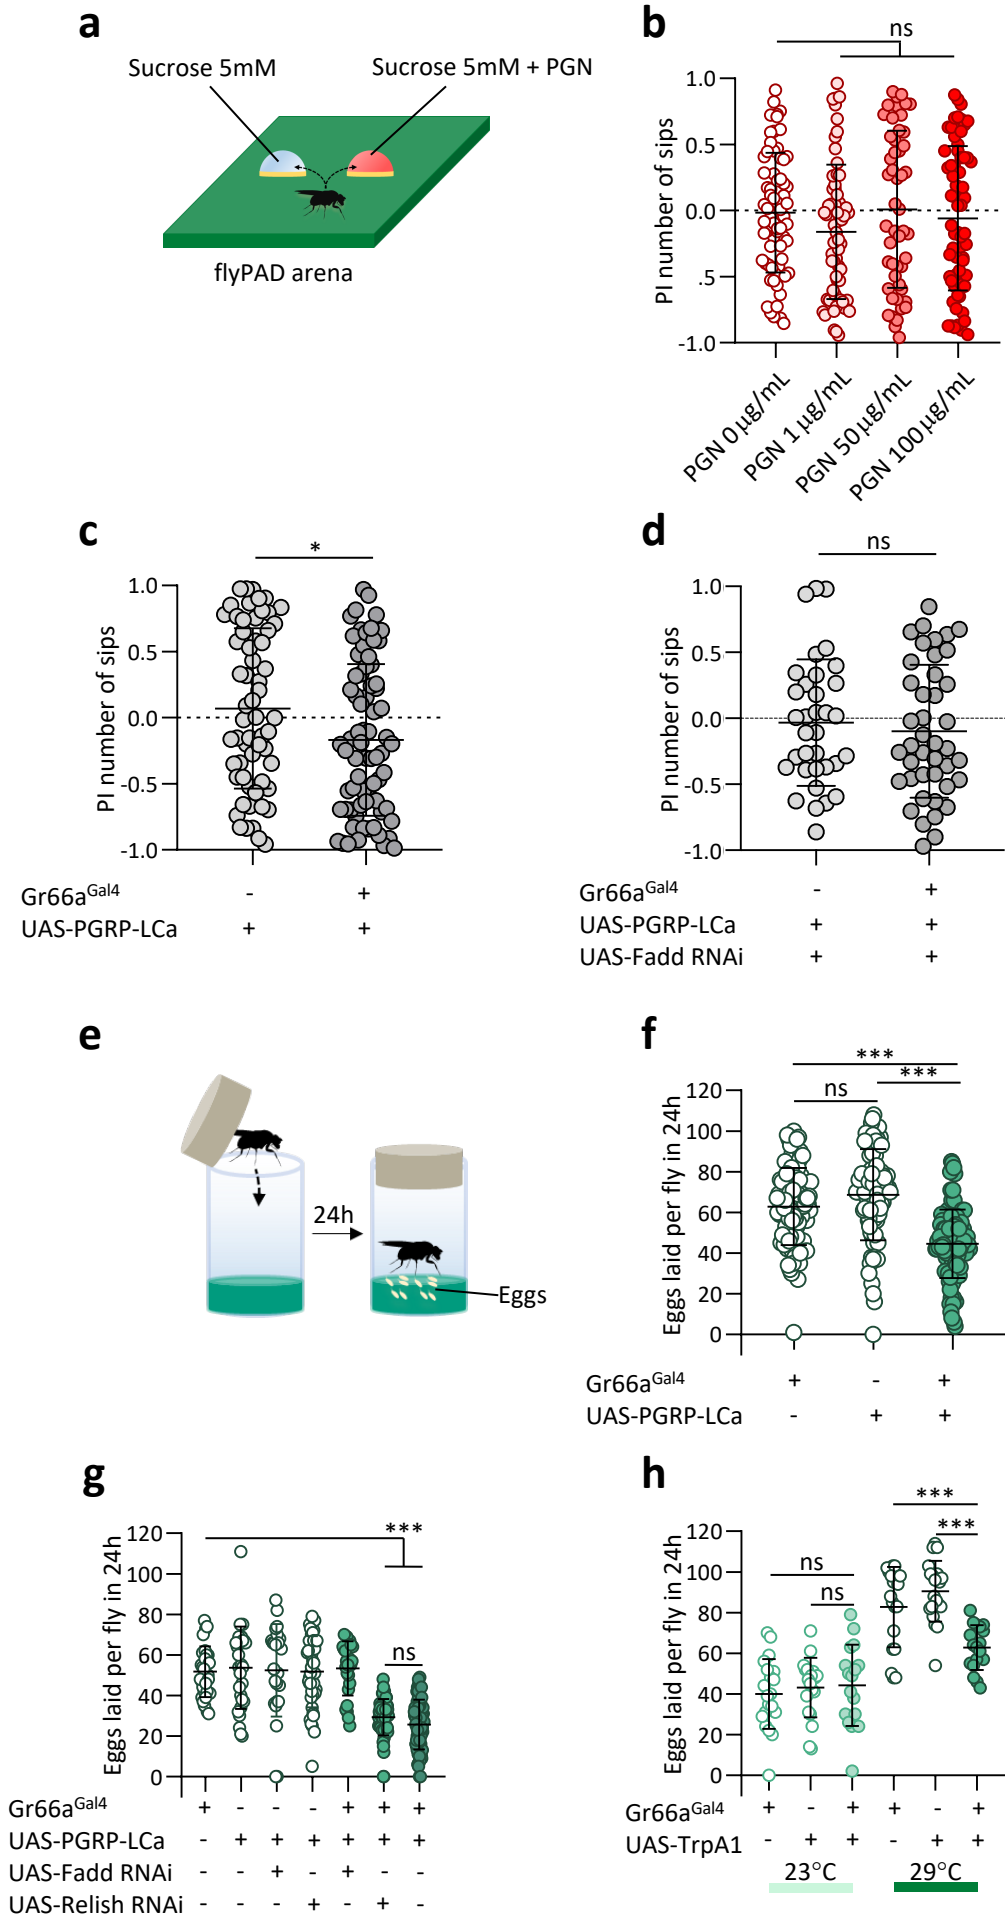 a
Sucrose 5mM
Sucrose 5mM + PGN
flyPAD arena
b
ns
PI number of sips
1.0
0.5
0.0
.5
-1.0
PGN 0 µg/mL
PGN 1 µg/mL
PGN 50 µg/mL
PGN 100 µg/mL
c
*
PI number of sips
1.0
0.5
0.0
-0.5
-1.0
Gr66aGal4 - +
UAS-PGRP-LCa + +
d
ns
PI number of sips
1.0
0.5
0.0
-0.5
-1.0
Gr66aGal4 - +
UAS-PGRP-LCa + +
UAS-Fadd RNAi + +
e
24h
Eggs
f
***
***
ns
Eggs laid per fly in 24h
120
100
80
60
40
20
0
Gr66aGal4 + - +
UAS-PGRP-LCa - + +
g
***
ns
Eggs laid per fly in 24h
120
100
80
60
40
20
0
Gr66aGal4 + - - - + + +
UAS-PGRP-LCa - + + + + + +
UAS-Fadd RNAi - - + - + - -
UAS-Relish RNAi - - - + - + -
h
***
***
ns
ns
Eggs laid per fly in 24h
120
100
80
60
40
20
0
Gr66aGal4 + - + + - +
UAS-TrpA1 - + + - + +
23°C
29°C